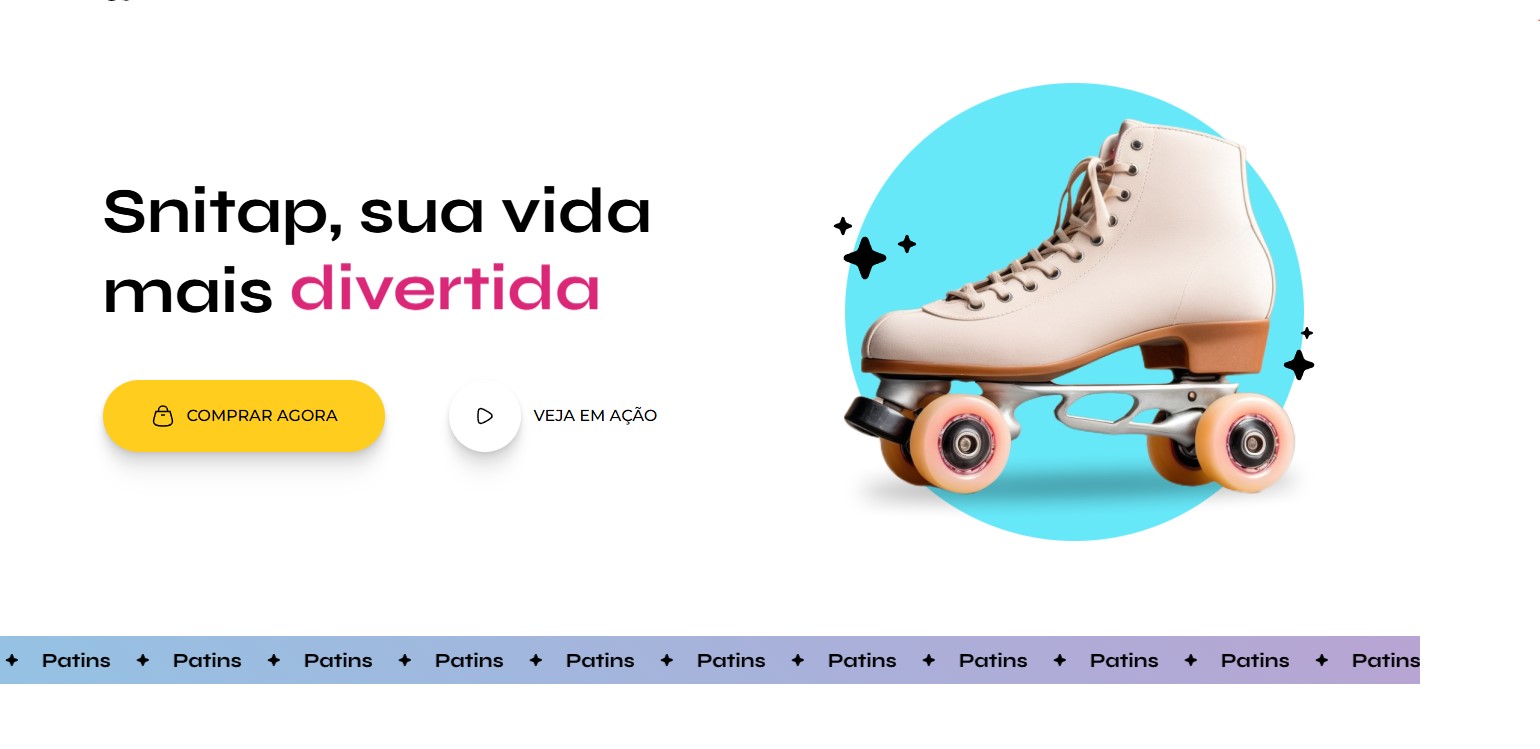 Snitap, sua vida
mais divertida
COMPRAR AGORA
VEJA EM AÇÃO
Patins Patins Patins Patins Patins Patins Patins Patins Patins Patins Patins